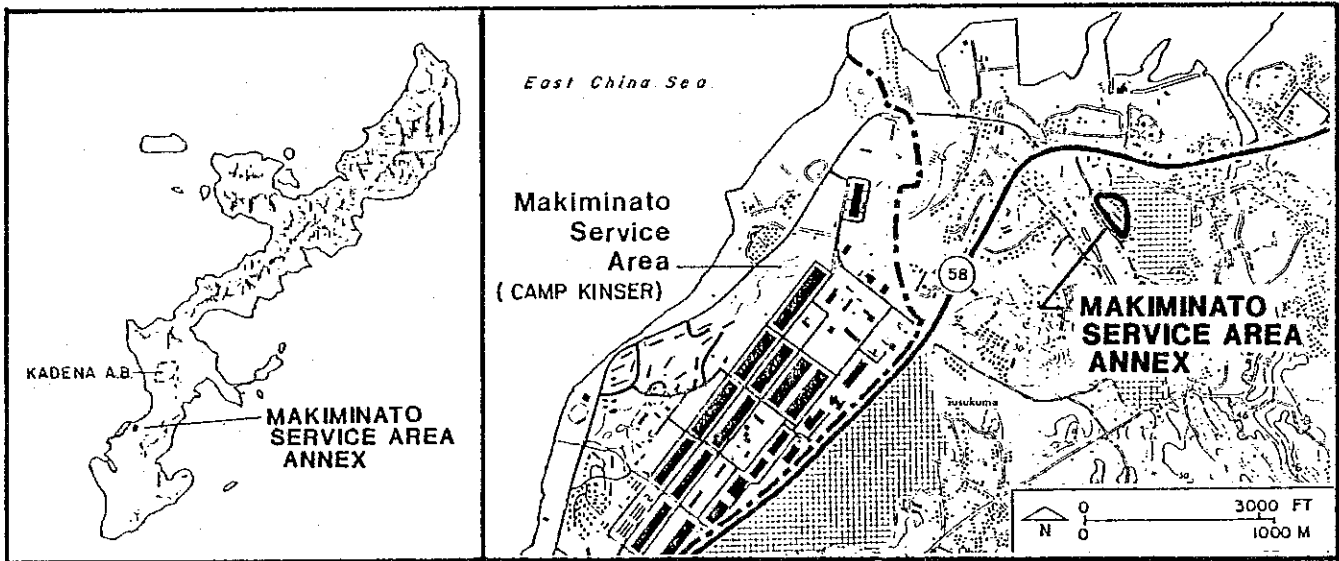 KADENA A.B.
MAKIMINATO
SERVICE AREA
ANNEX
East China Sea
Makiminato
Service
Area
(CAMP KINSER)
58
MAKIMINATO
SERVICE AREA
ANNEX
0 3000 FT
N 0 1000 M